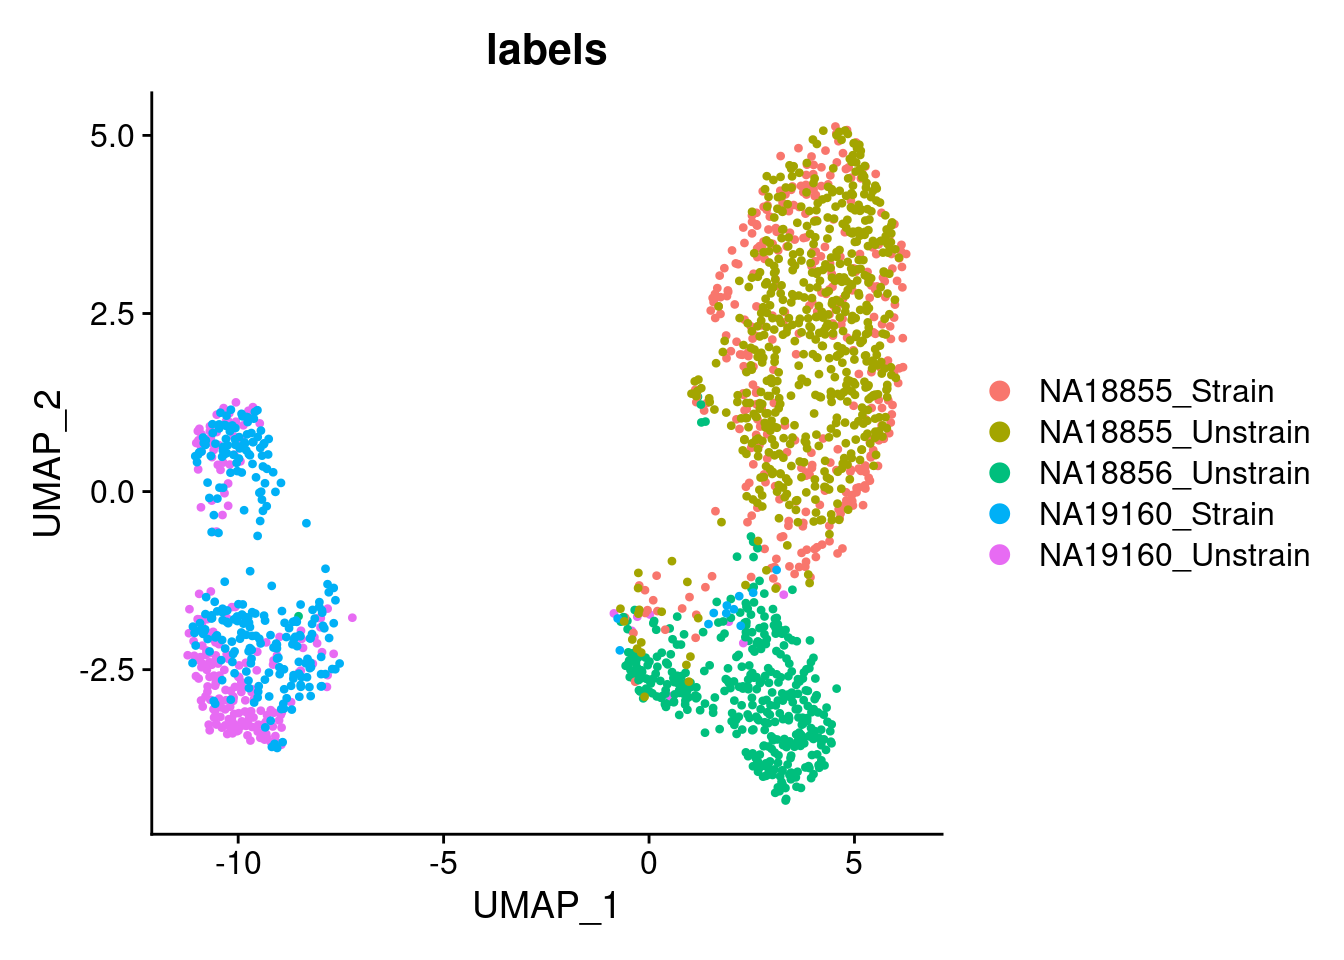 labels
5.0
2.5
0.0
-2.5
UMAP_2
-10
-5
0
5
UMAP_1
NA18855_Strain
NA18855_Unstrain
NA18856_Unstrain
NA19160_Strain
NA19160_Unstrain